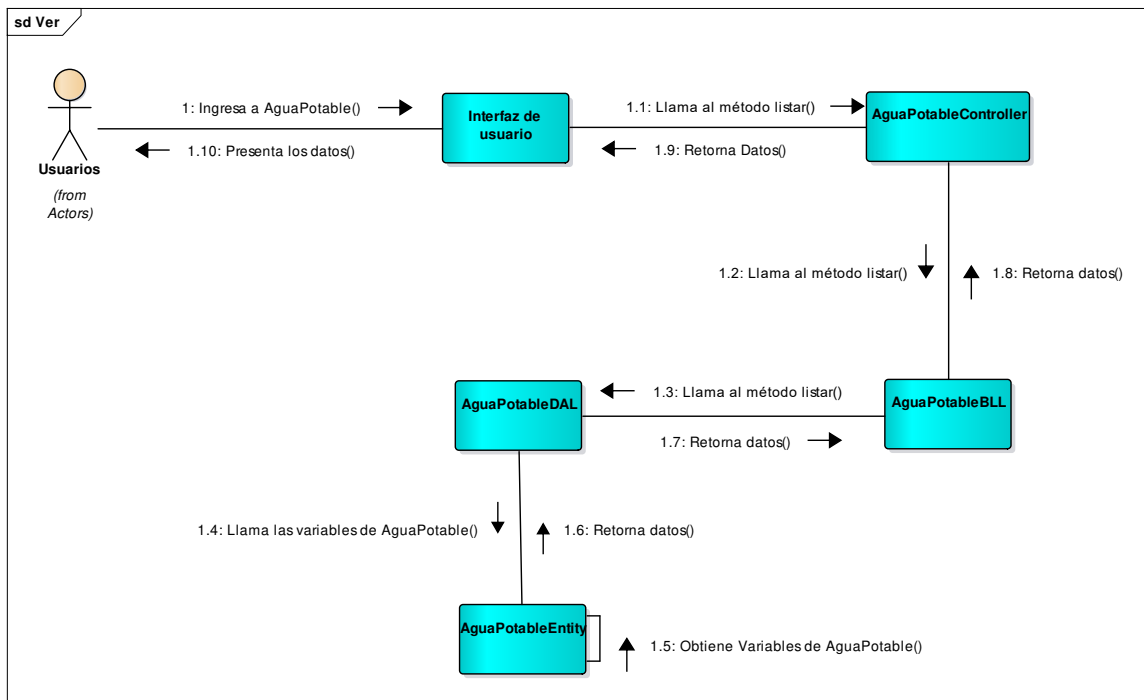 sd Ver
1: Ingresa a AguaPotable()
1.10: Presenta los datos()
Usuarios
(from
Actors)
Interfaz de
usuario
1.1: Llama al método listar()
1.9: Retorna Datos()
AguaPotableController
1.2: Llama al método listar()
1.8: Retorna datos()
AguaPotableDAL
1.3: Llama al método listar()
1.7: Retorna datos()
AguaPotableBLL
1.4: Llama las variables de AguaPotable()
1.6: Retorna datos()
AguaPotableEntity
1.5: Obtiene Variables de AguaPotable()